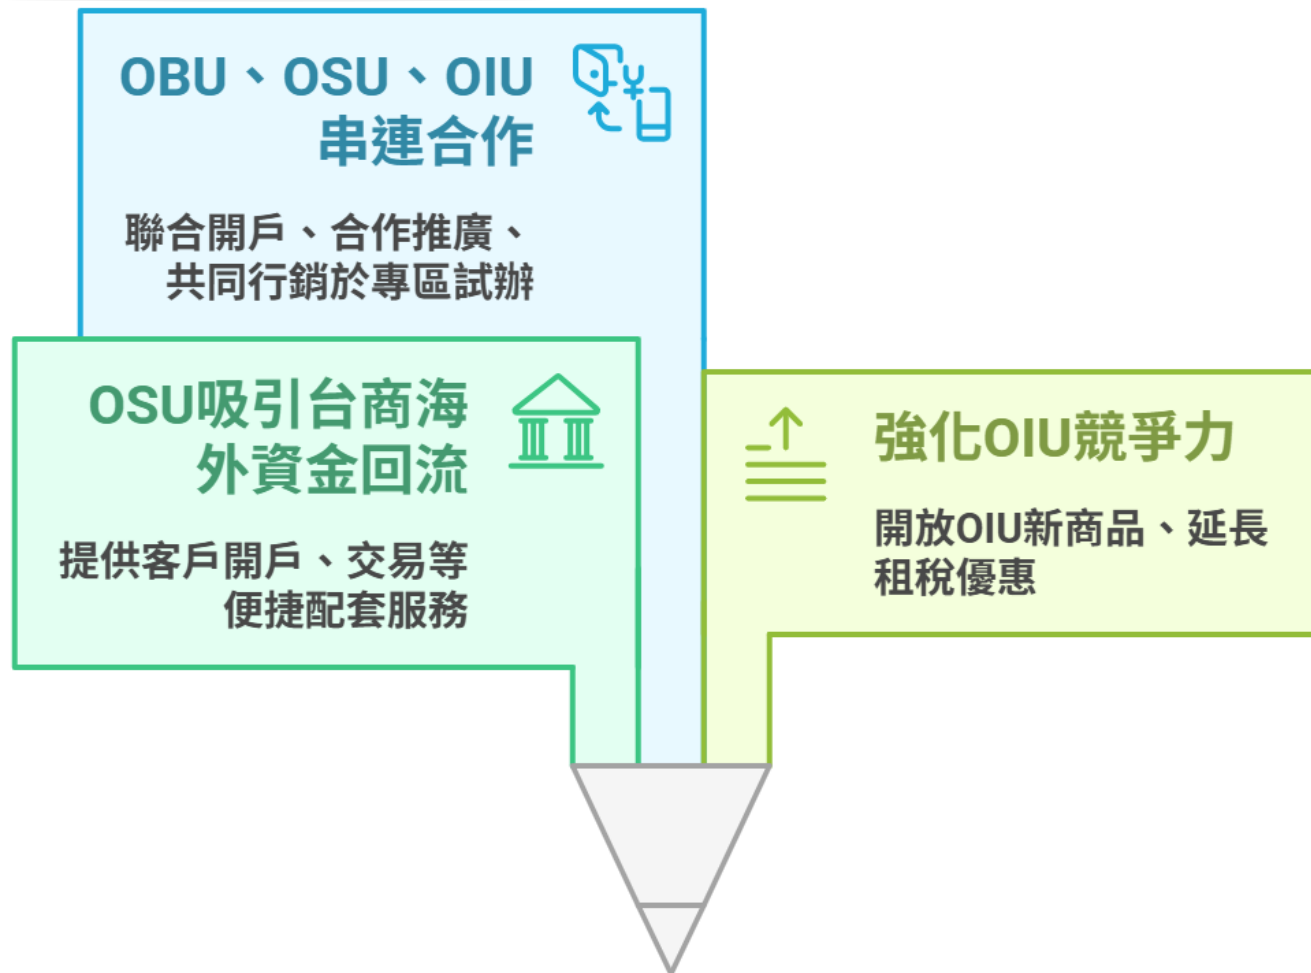 OBU、OSU、OIU
串連合作
聯合開戶、合作推廣、
共同行銷於專區試辦
OSU吸引台商海
外資金回流
提供客戶開戶、交易等
便捷配套服務
強化OIU競爭力
開放OIU新商品、延長
租稅優惠